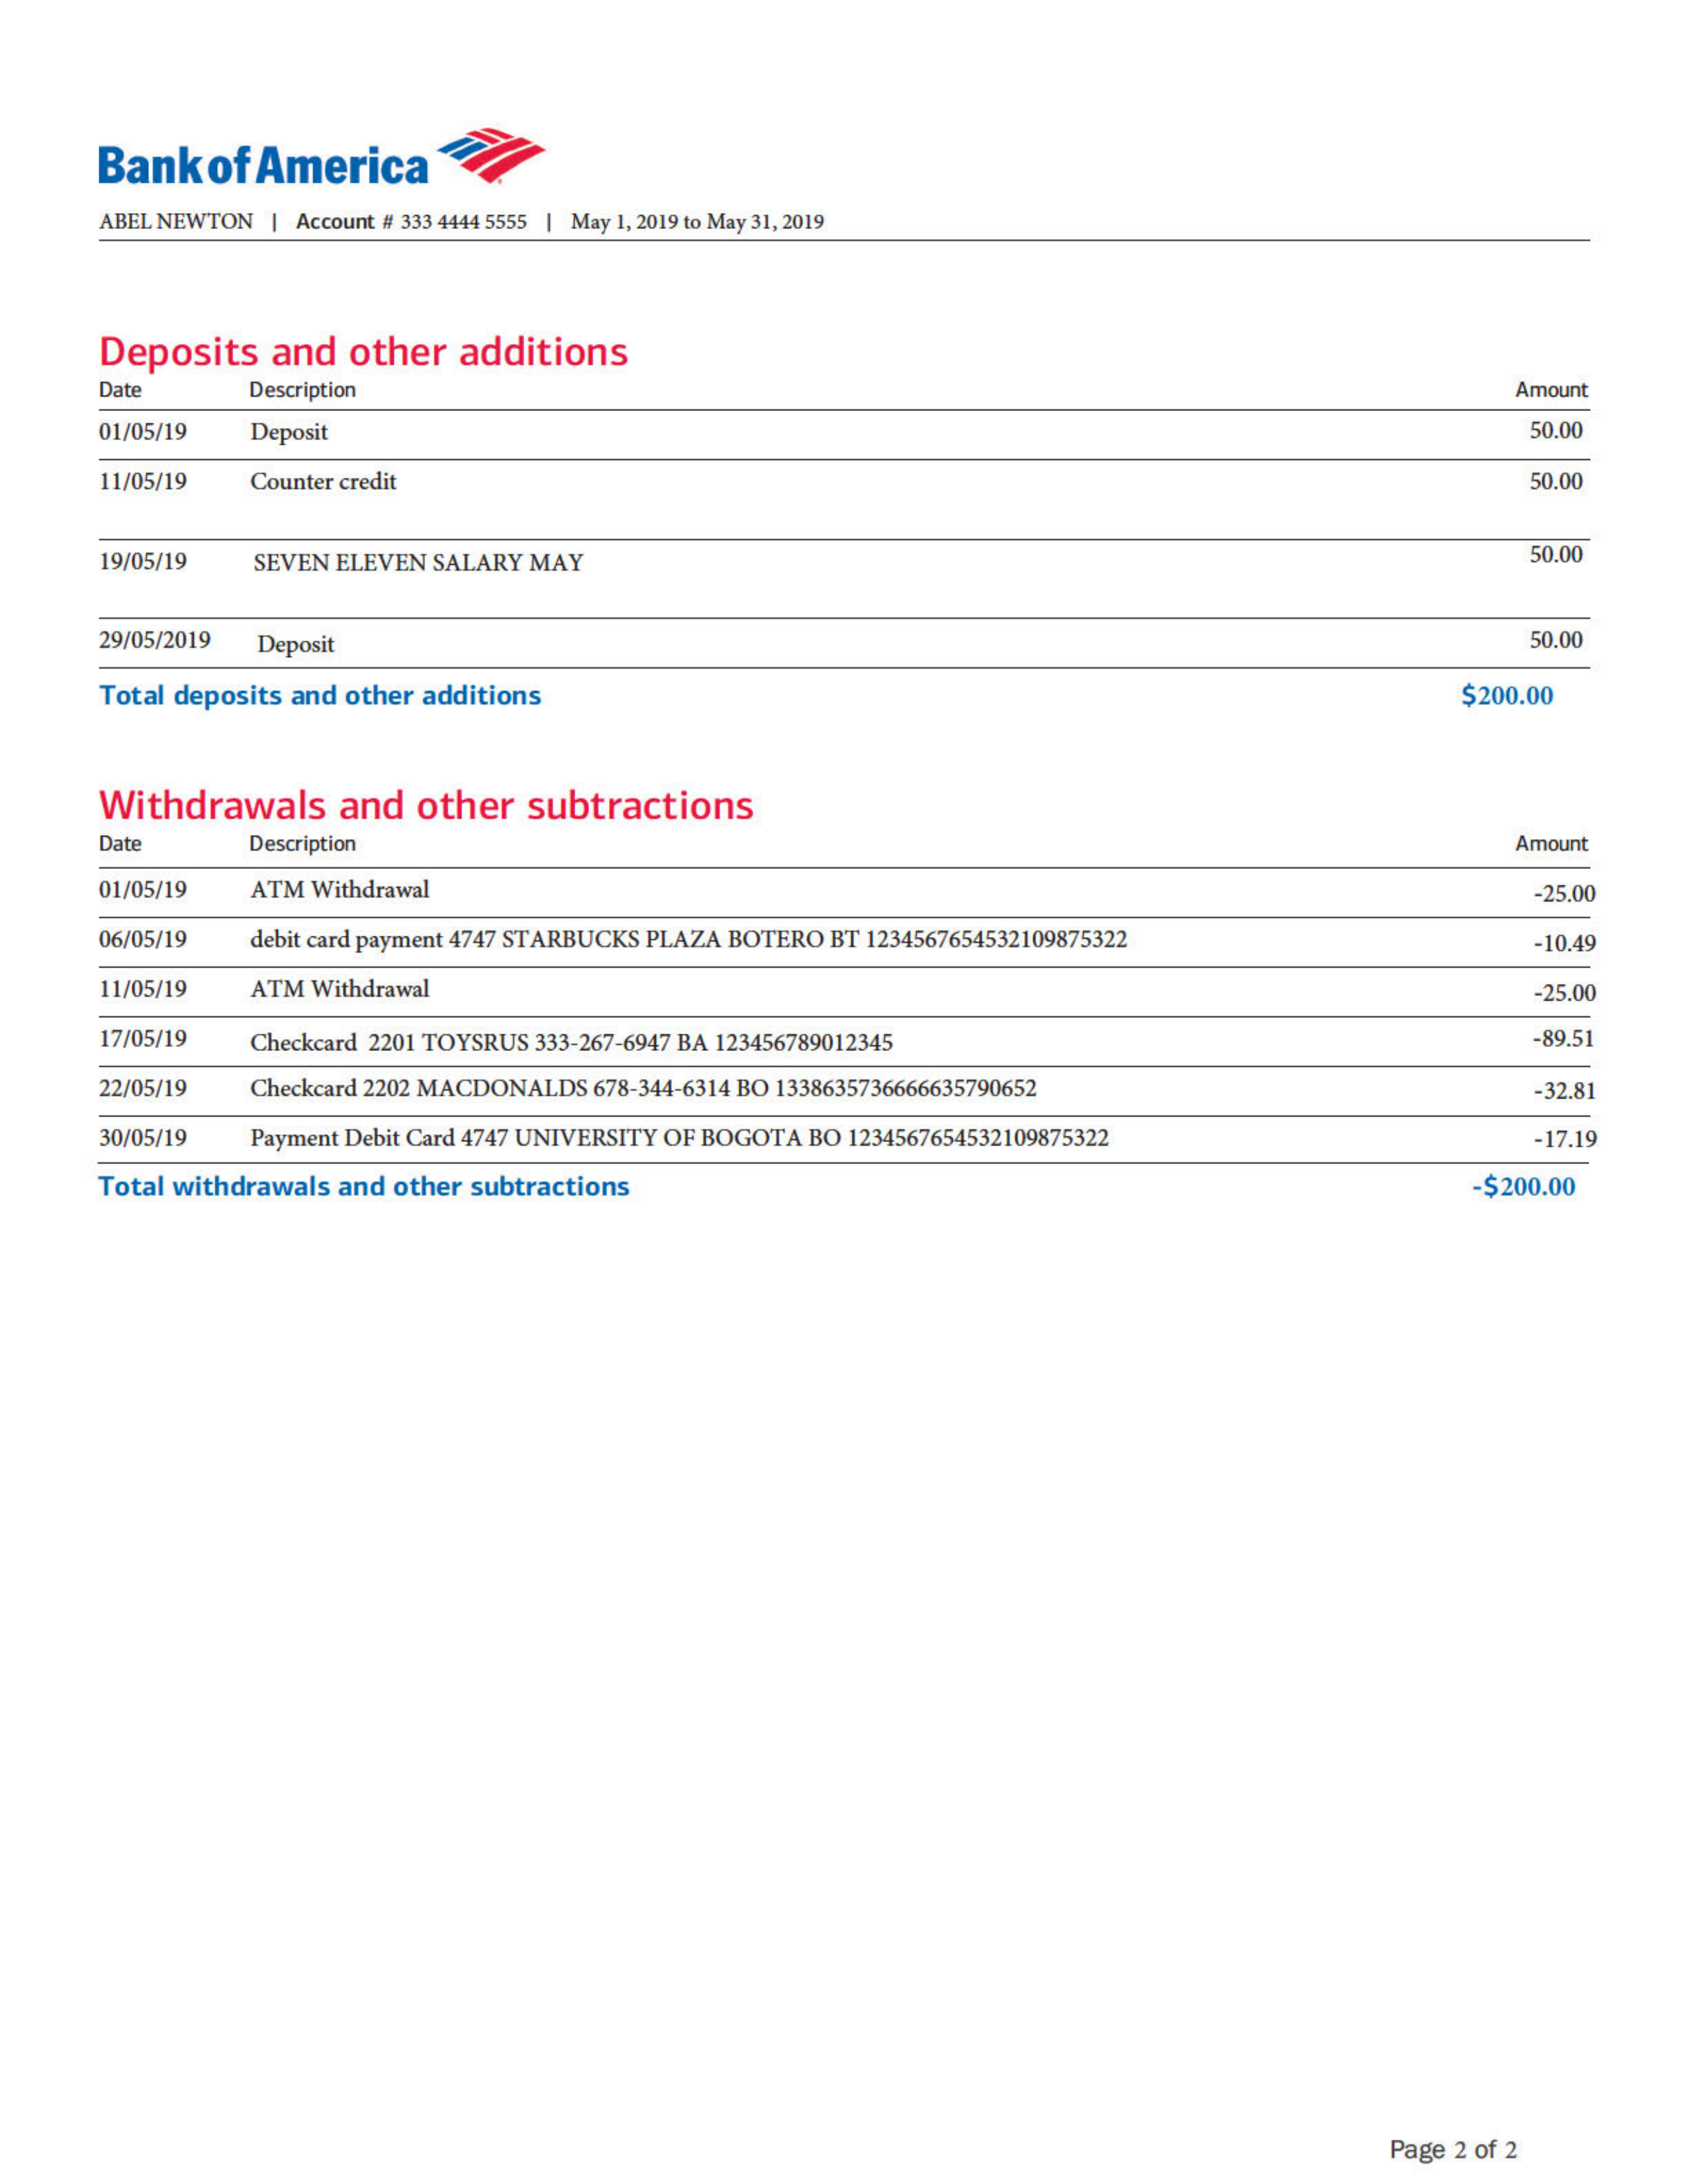 Bank of America
ABEL NEWTON | Account # 333 4444 5555 | May 1, 2019 to May 31, 2019
Deposits and other additions
Date Description Amount
01/05/19 Deposit 50.00
11/05/19 Counter credit 50.00
19/05/19 SEVEN ELEVEN SALARY MAY 50.00
29/05/2019 Deposit 50.00
Total deposits and other additions $200.00
Withdrawals and other subtractions
Date Description Amount
01/05/19 ATM Withdrawal -25.00
06/05/19 debit card payment 4747 STARBUCKS PLAZA BOTERO BT 1234567654532109875322 -10.49
11/05/19 ATM Withdrawal -25.00
17/05/19 Checkcard 2201 TOYSRUS 333-267-6947 BA 123456789012345 -89.51
22/05/19 Checkcard 2202 MACDONALDS 678-344-6314 BO 1338635736666635790652 -32.81
30/05/19 Payment Debit Card 4747 UNIVERSITY OF BOGOTA BO 1234567654532109875322 -17.19
Total withdrawals and other subtractions -$200.00
Page 2 of 2